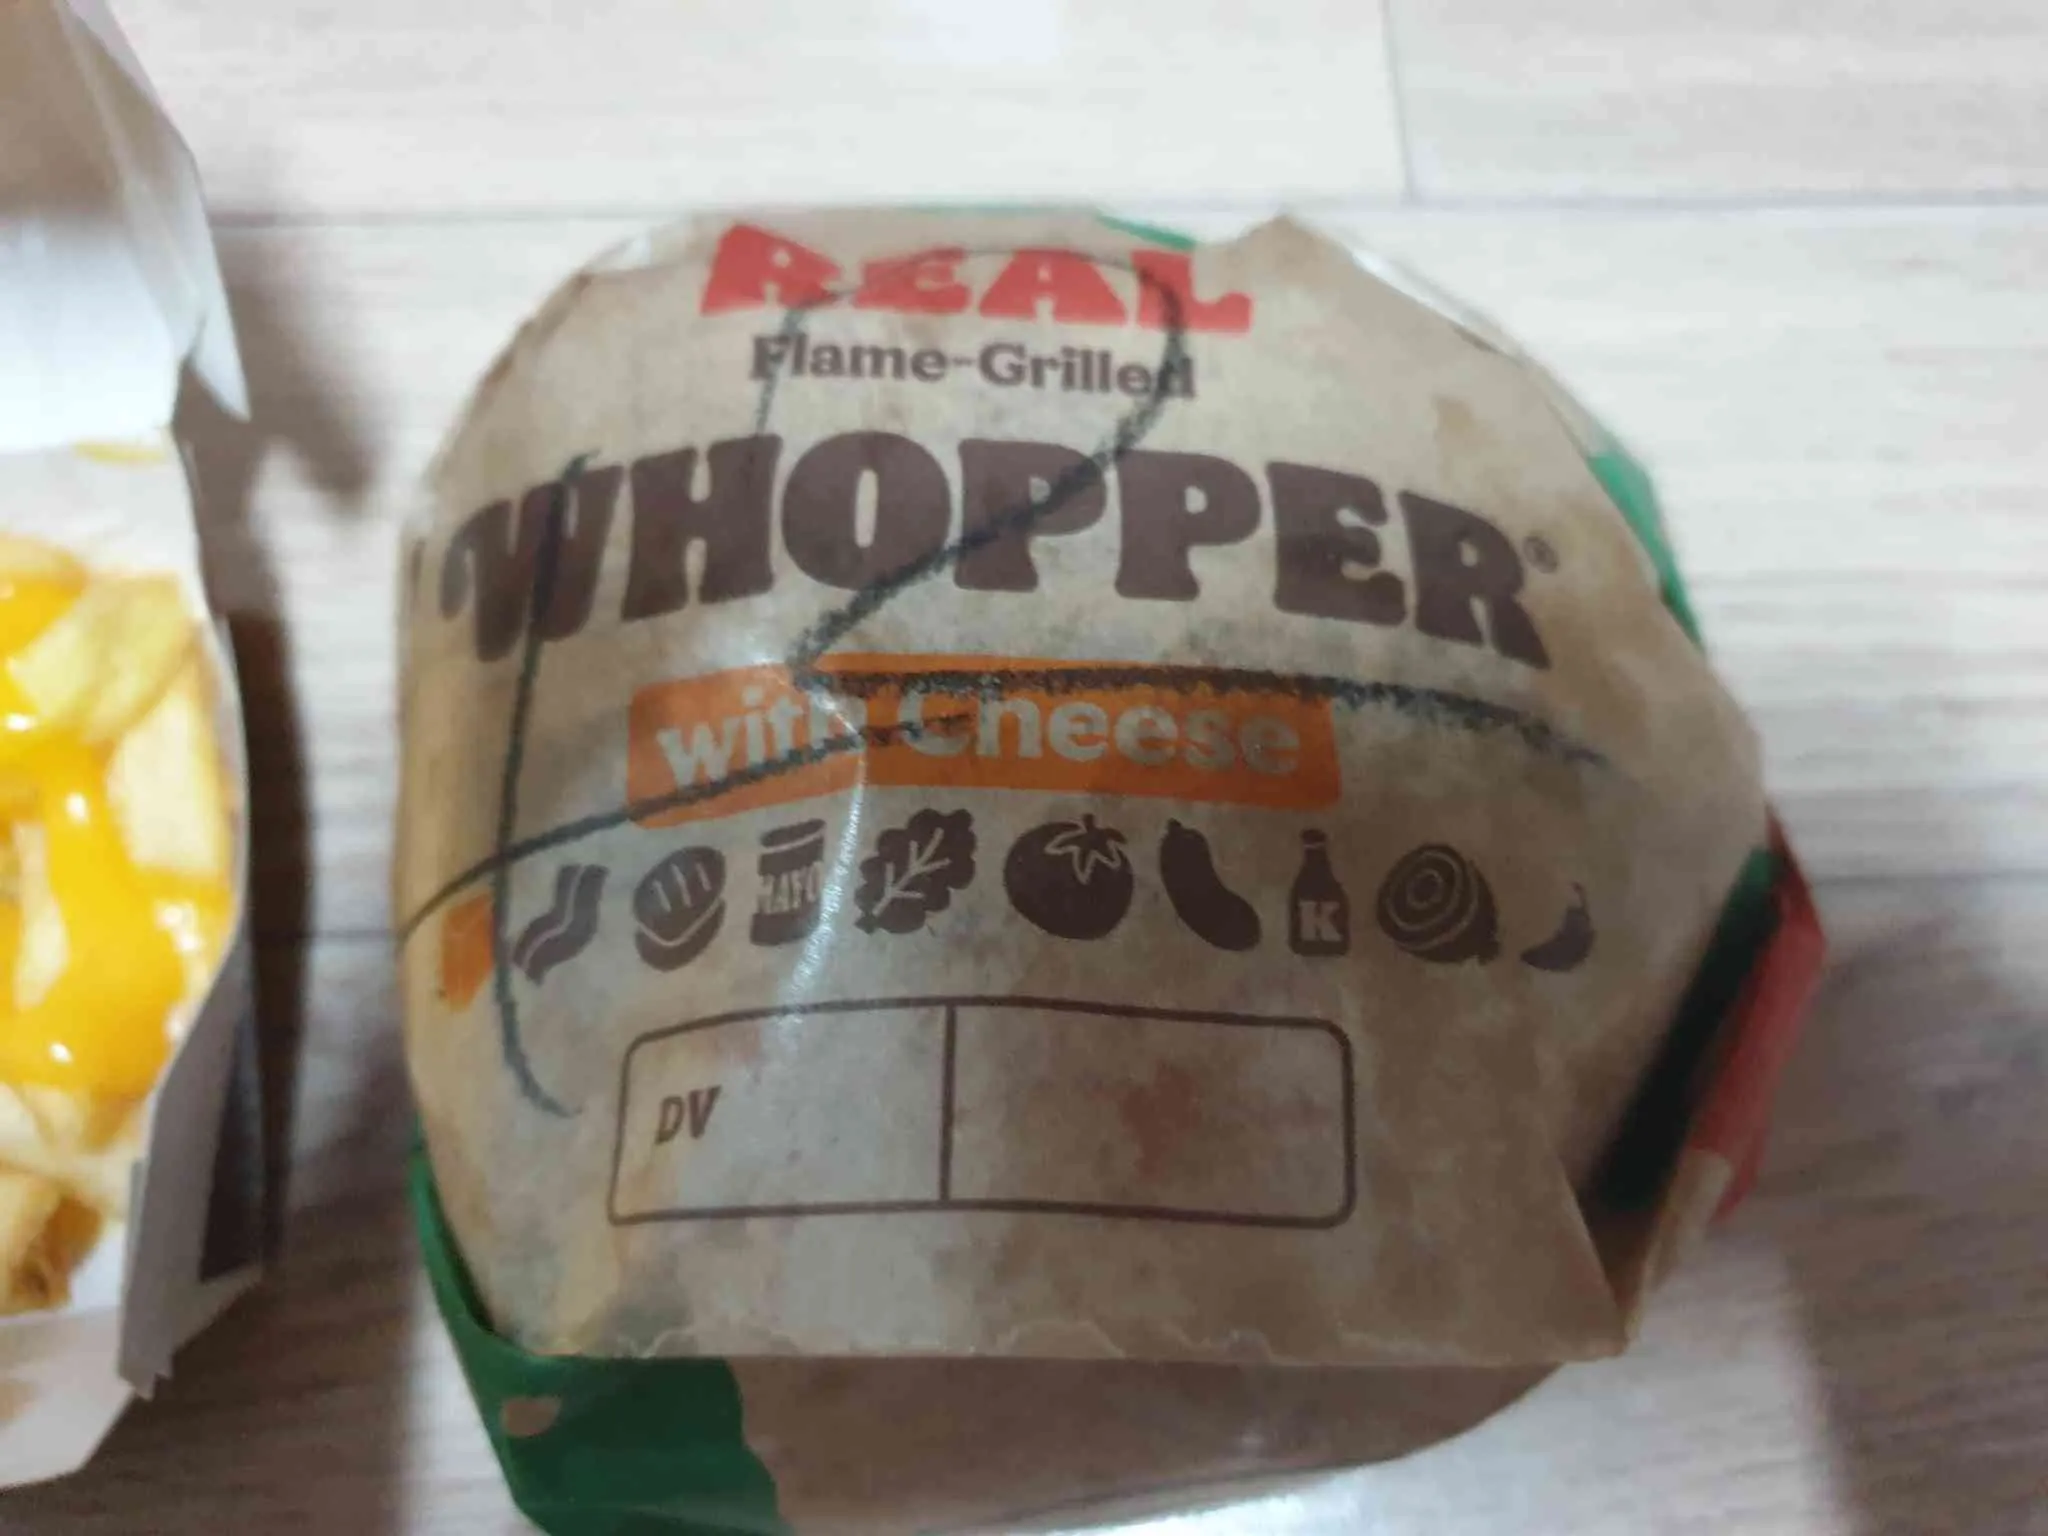 REAL
Flame-Grilled
WHOPPER®
with Cheese
MAYO
K
DV